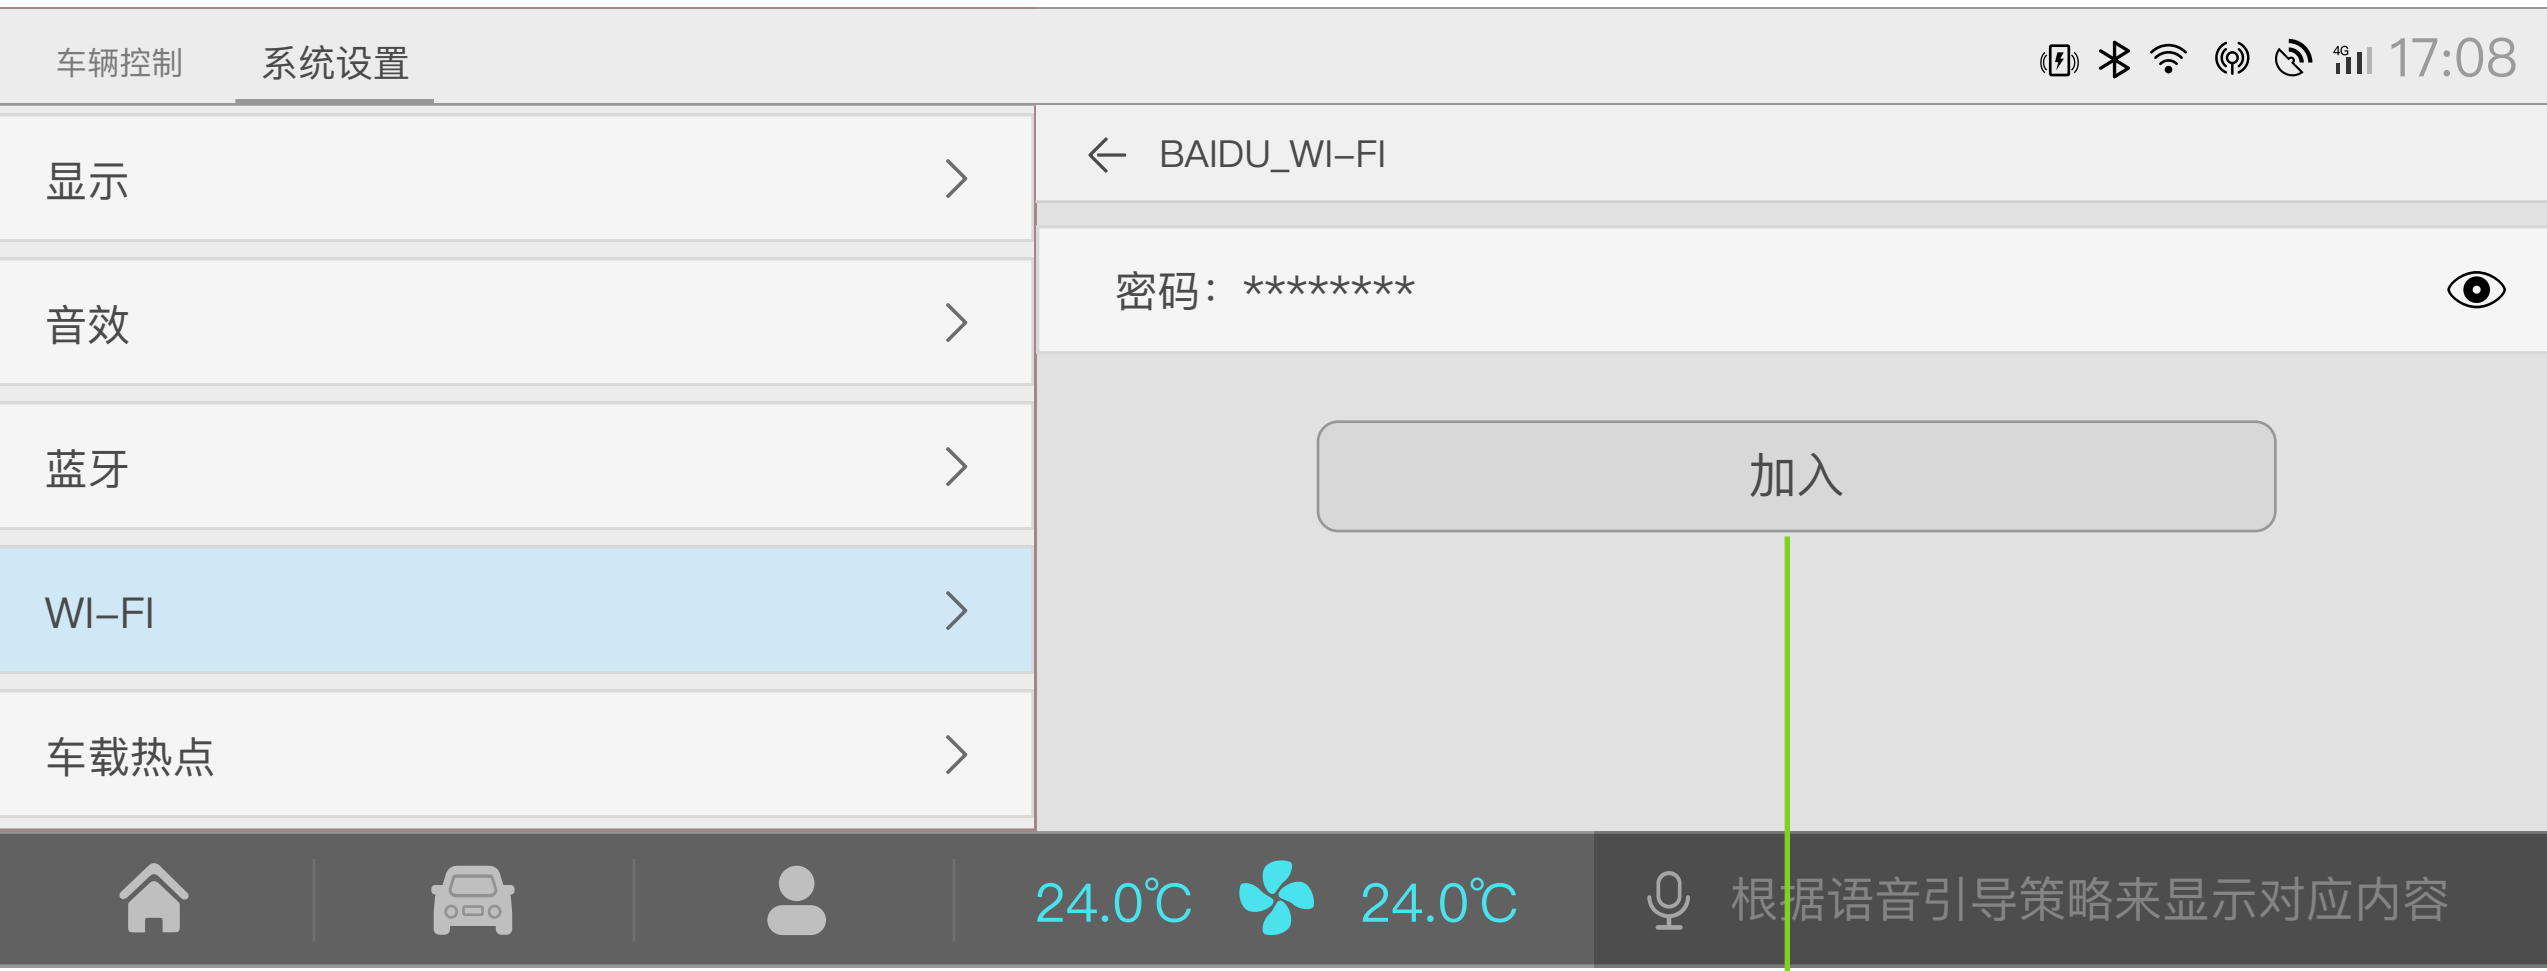 车辆控制 系统设置 4G 17:08
显示
音效
蓝牙
WI-FI
车载热点
BAIDU_WI-FI
密码：********
加入
24.0℃ 24.0℃ 根据语音引导策略来显示对应内容